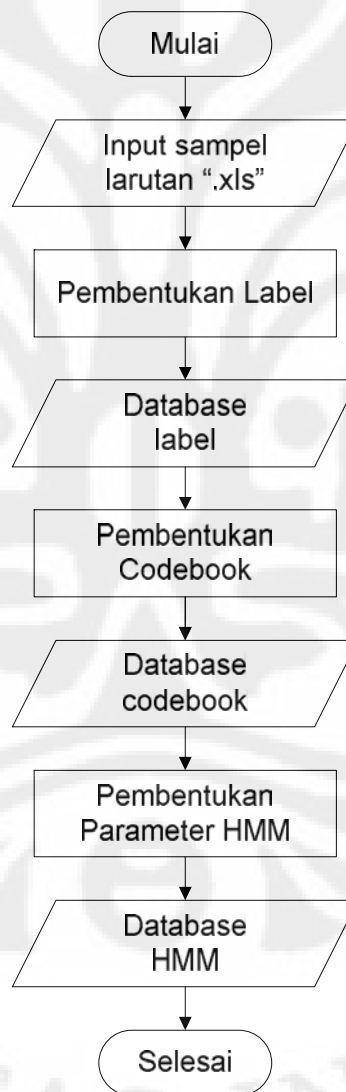 Mulai
Input sampel
larutan “.xls”
Pembentukan Label
Database
label
Pembentukan
Codebook
Database
codebook
Pembentukan
Parameter HMM
Database
HMM
Selesai